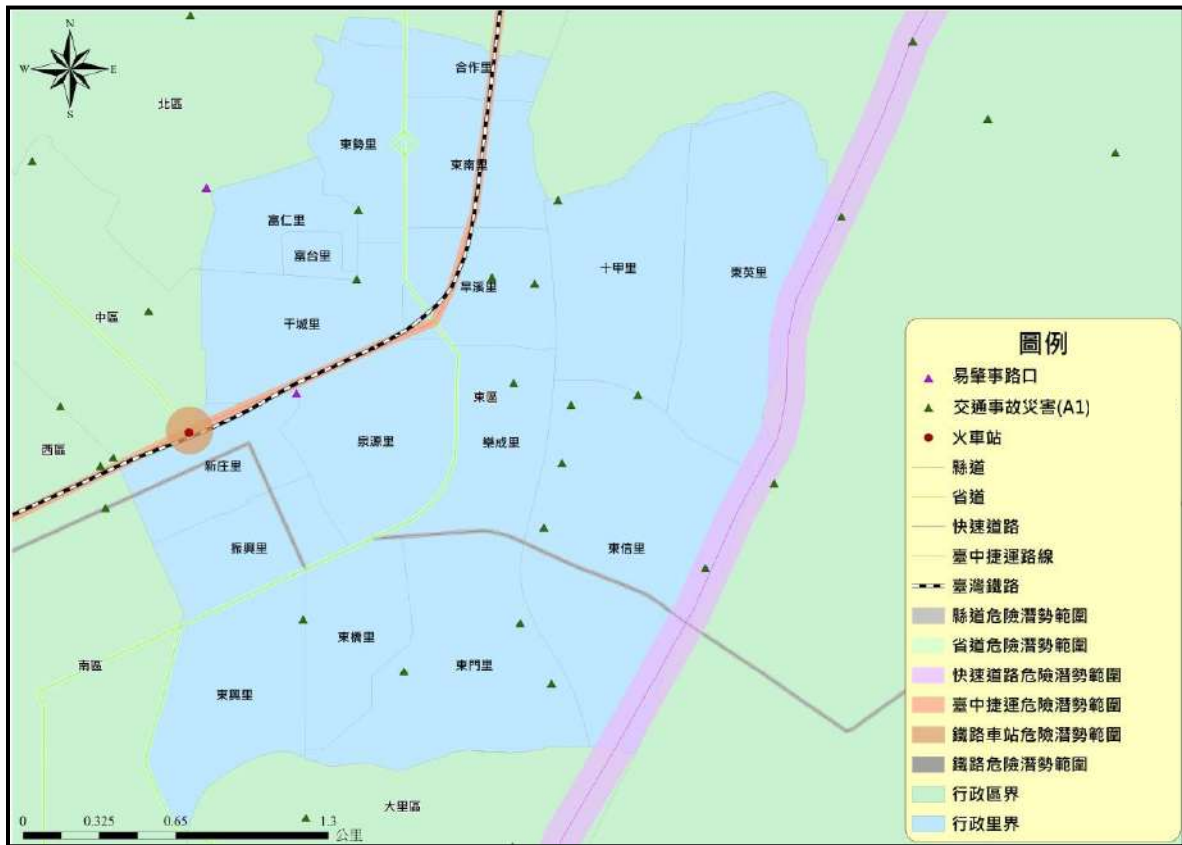 N
W
E
S
合作里
北區
東勢里
東南里
富仁里
富台里
十甲里
東英里
旱溪里
中區
干城里
東區
泉源里
樂成里
西區
新庄里
振興里
東信里
東橋里
東門里
南區
東興里
大里區
0
0.325
0.65
1.3
公里
圖例
易肇事路口
交通事故災害(A1)
火車站
縣道
省道
快速道路
臺中捷運路線
臺灣鐵路
縣道危險潛勢範圍
省道危險潛勢範圍
快速道路危險潛勢範圍
臺中捷運危險潛勢範圍
鐵路車站危險潛勢範圍
鐵路危險潛勢範圍
行政區界
行政里界